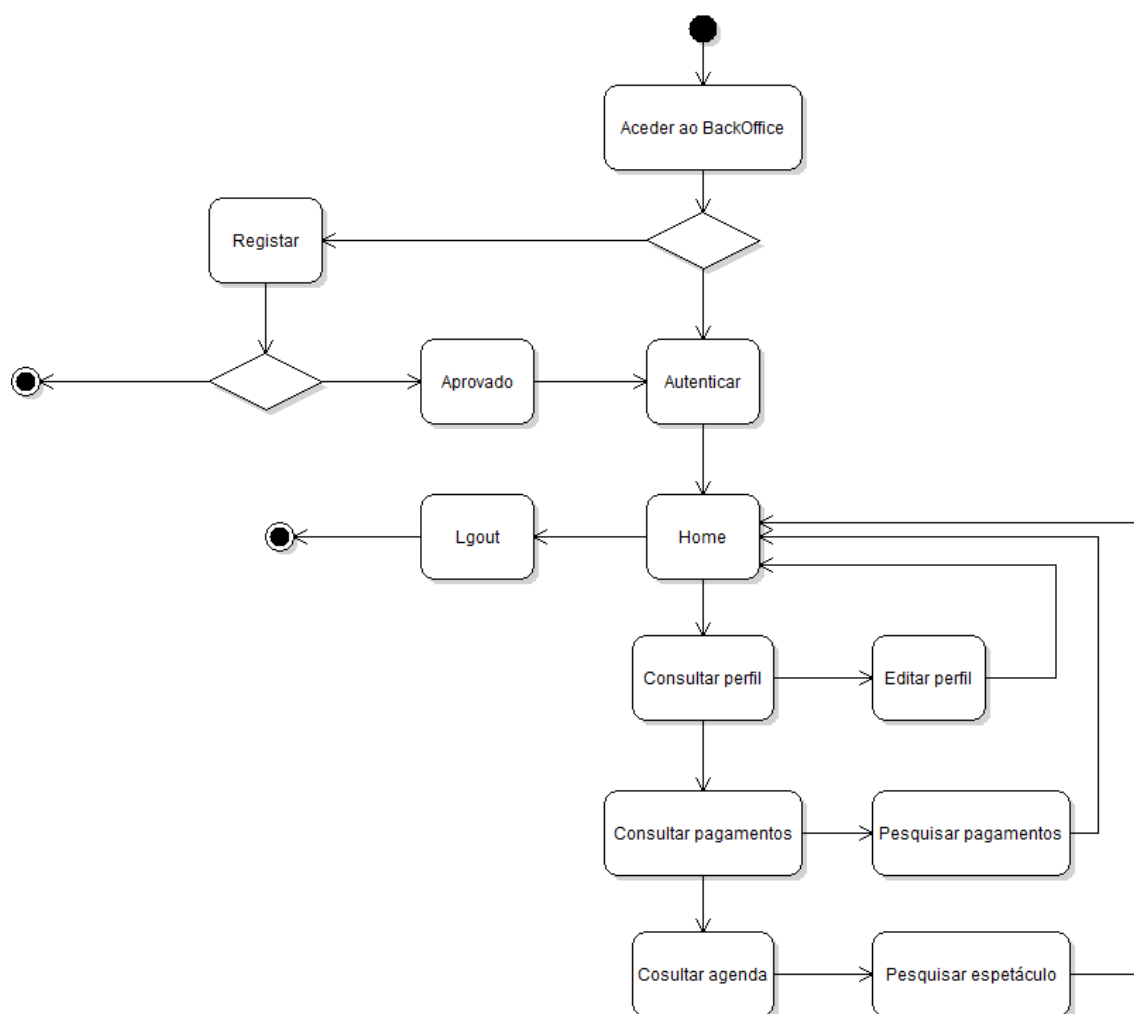 Aceder ao BackOffice
Registar
Aprovado
Autenticar
Lgout
Home
Consultar perfil
Editar perfil
Consultar pagamentos
Pesquisar pagamentos
Cosultar agenda
Pesquisar espetáculo